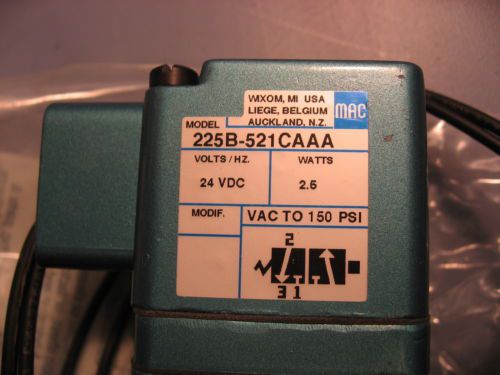 WIXOM, MI USA
LIEGE, BELGIUM
AUCKLAND, N.Z.
MAC
MODEL
225B-521CAAA
VOLTS / HZ.
WATTS
24 VDC
2.5
MODIF.
VAC TO 150 PSI
2
3 1